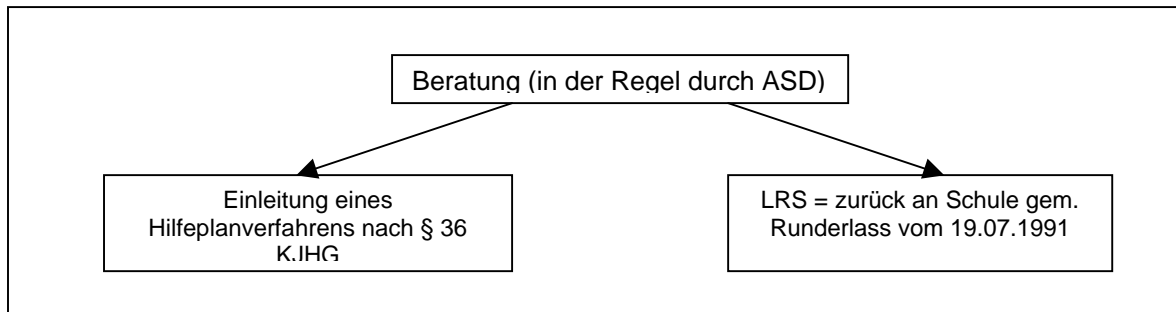 Beratung (in der Regel durch ASD)
Einleitung eines
Hilfeplanverfahrens nach § 36
KJHG
LRS = zurück an Schule gem.
Runderlass vom 19.07.1991